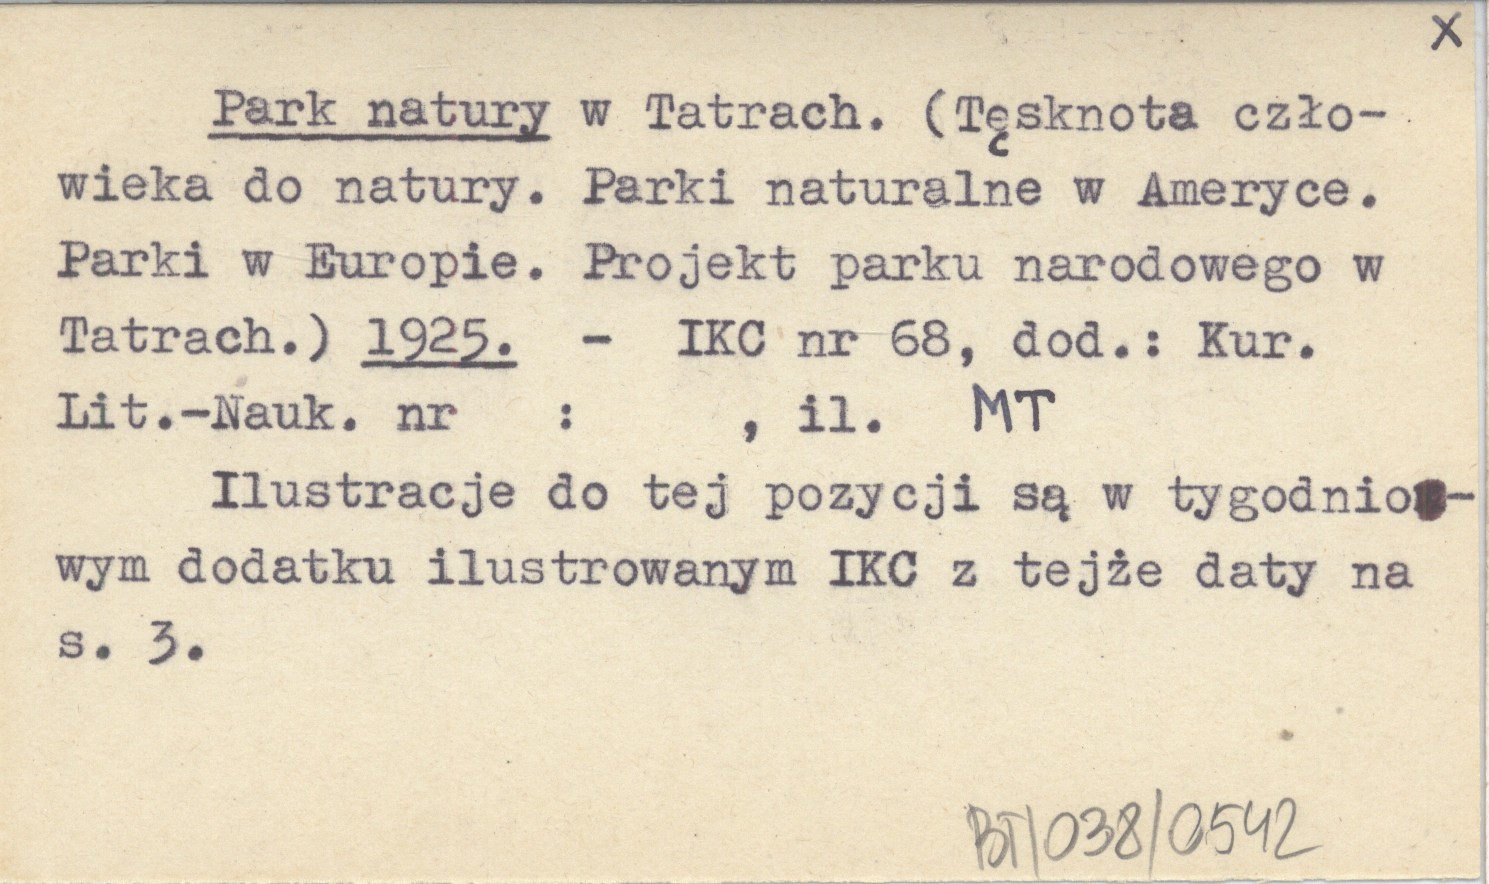 X
Park natury w Tatrach. (Tęsknota czło-
wieka do natury. Parki naturalne w Ameryce.
Parki w Europie. Projekt parku narodowego w
Tatrach.) 1925. - IKC nr 68, dod.: Kur.
Lit.-Nauk. nr : , il. MT
Ilustracje do tej pozycji są w tygodnio-
wym dodatku ilustrowanym IKC z tejże daty na
s. 3.
BT/038/0542